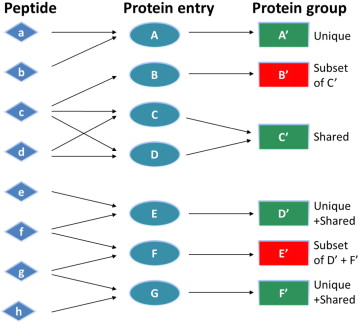 Peptide Protein entry Protein group
a A A′ Unique
b B B′ Subset
of C′
c C
C′ Shared
d D
e
E D′ Unique
+Shared
f
F E′ Subset
of D′ + F′
g
G F′ Unique
+Shared
h